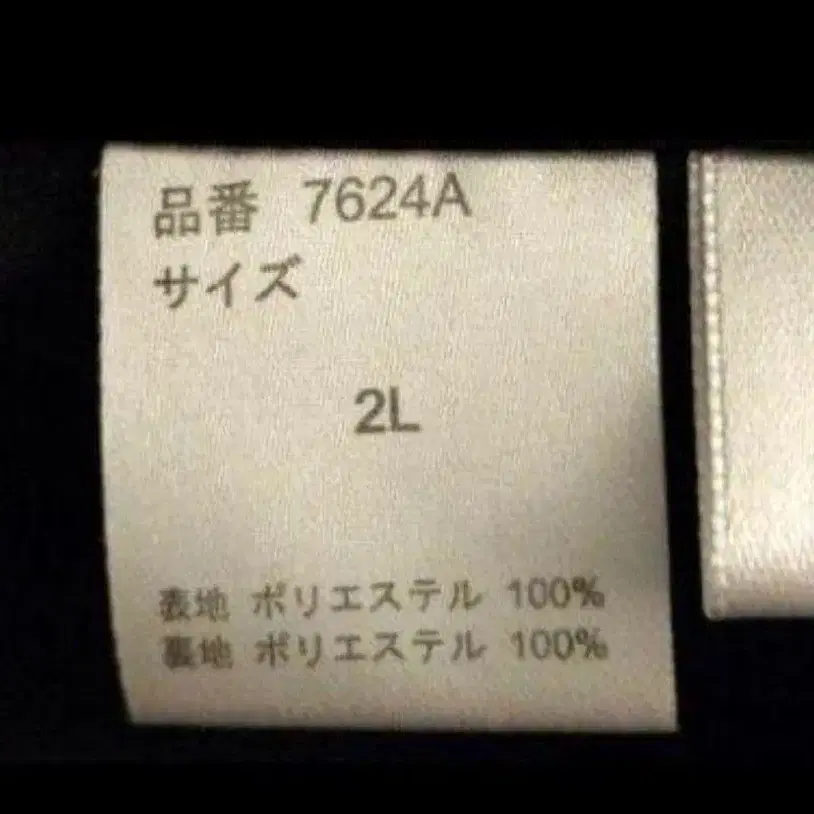 品番 7624A
サイズ
2L
表地 ポリエステル 100%
裏地 ポリエステル 100%